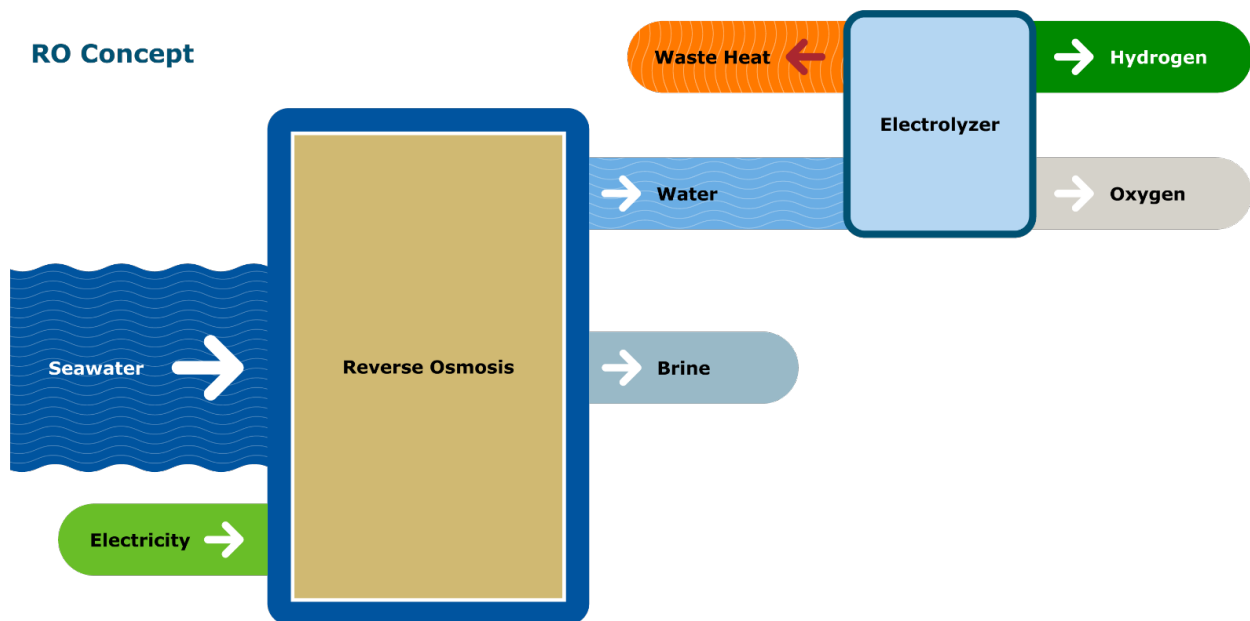 RO Concept
Waste Heat
Hydrogen
Electrolyzer
Water
Oxygen
Seawater
Reverse Osmosis
Brine
Electricity